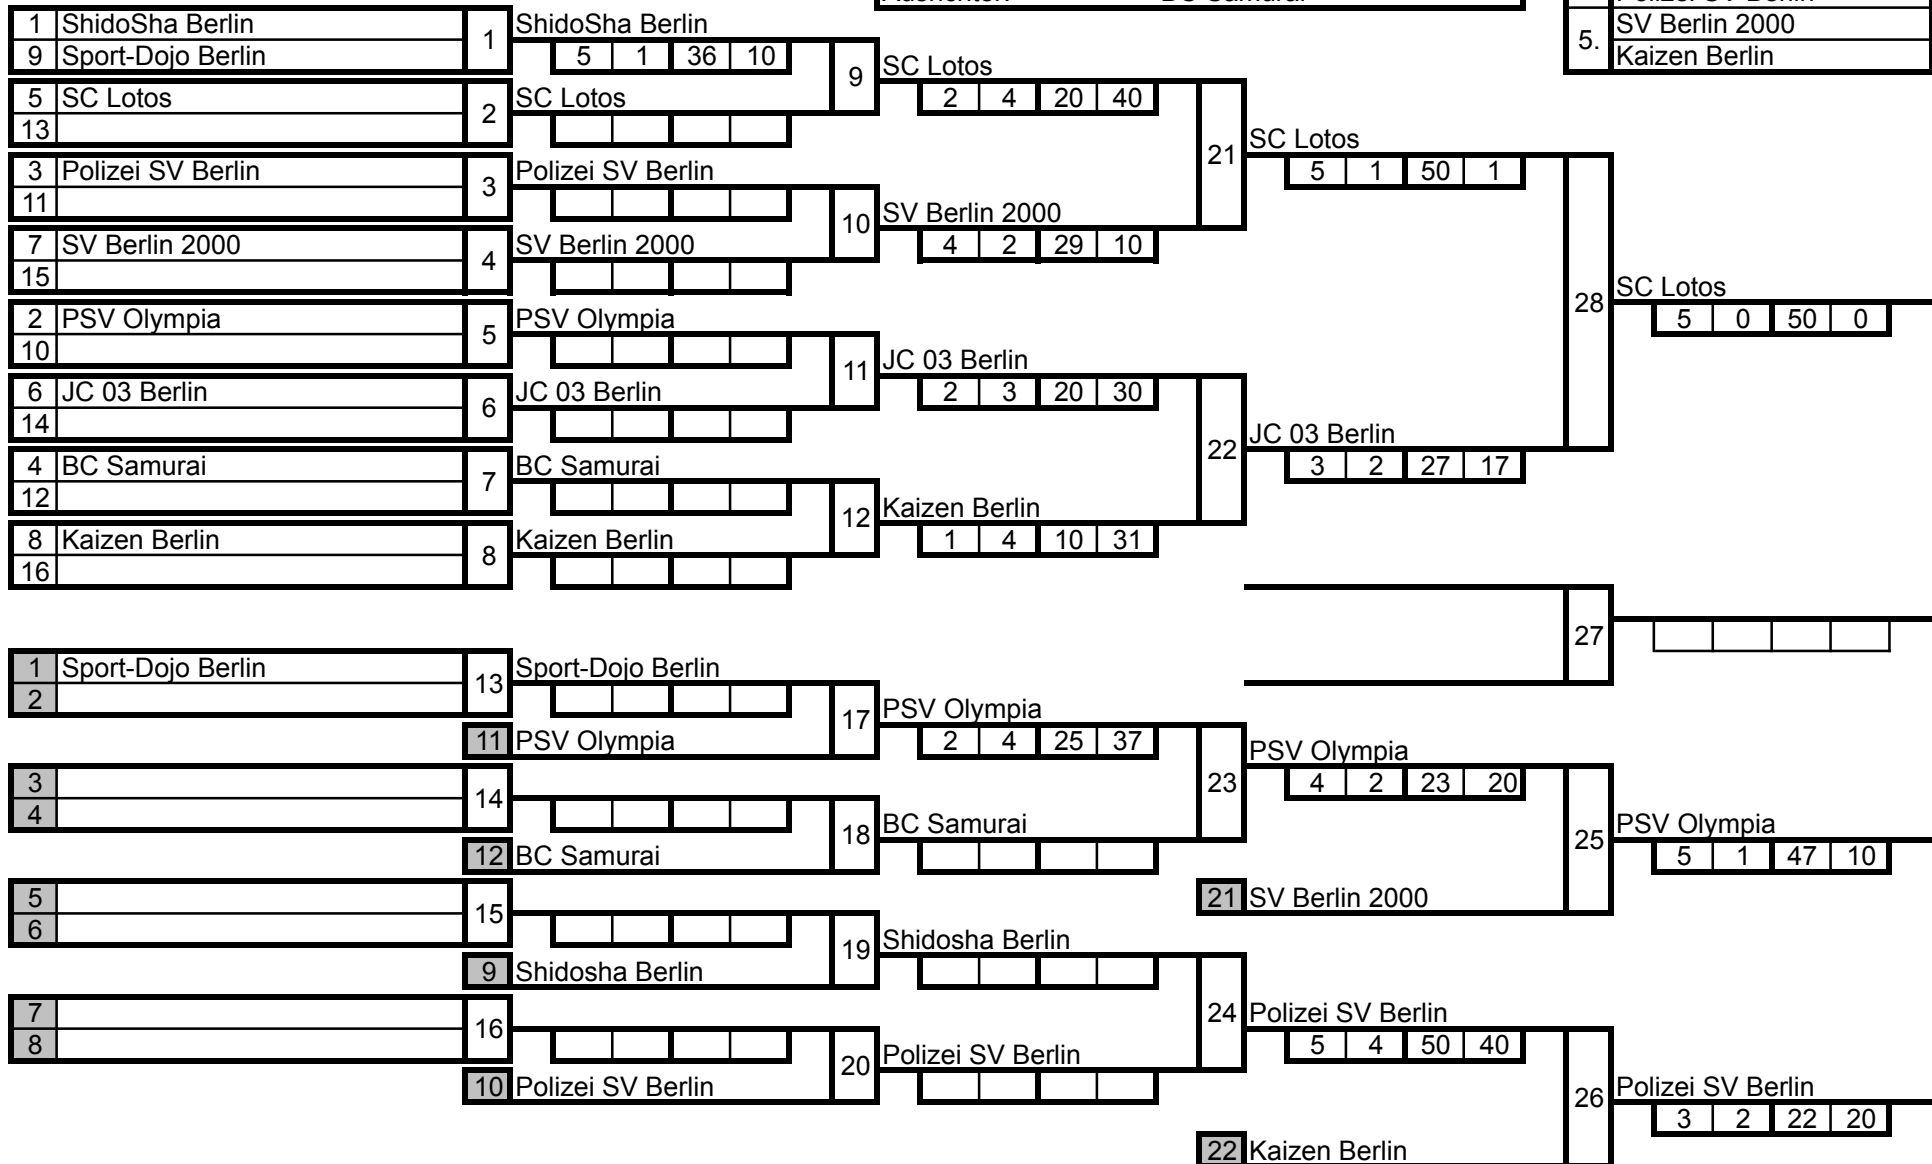 1 ShidoSha Berlin 1 ShidoSha Berlin
9 Sport-Dojo Berlin 5 1 36 10 9 SC Lotos
5 SC Lotos 2 SC Lotos 2 4 20 40
13
21 SC Lotos
3 Polizei SV Berlin 3 Polizei SV Berlin 5 1 50 1
11
10 SV Berlin 2000
7 SV Berlin 2000 4 SV Berlin 2000 4 2 29 10
15
28 SC Lotos
2 PSV Olympia 5 PSV Olympia 5 0 50 0
10
11 JC 03 Berlin
6 JC 03 Berlin 6 JC 03 Berlin 2 3 20 30
14
22 JC 03 Berlin
4 BC Samurai 7 BC Samurai 3 2 27 17
12
12 Kaizen Berlin
8 Kaizen Berlin 8 Kaizen Berlin 1 4 10 31
16
27
1 Sport-Dojo Berlin 13 Sport-Dojo Berlin
2
17 PSV Olympia
11 PSV Olympia 2 4 25 37
23 PSV Olympia
3 14 4 2 23 20
4
18 BC Samurai 25 PSV Olympia
12 BC Samurai 5 1 47 10
5 15 21 SV Berlin 2000
6
19 Shidosha Berlin
9 Shidosha Berlin
7 16 24 Polizei SV Berlin
8 5 4 50 40
20 Polizei SV Berlin
10 Polizei SV Berlin 26 Polizei SV Berlin
3 2 22 20
22 Kaizen Berlin
5. SV Berlin 2000
Kaizen Berlin